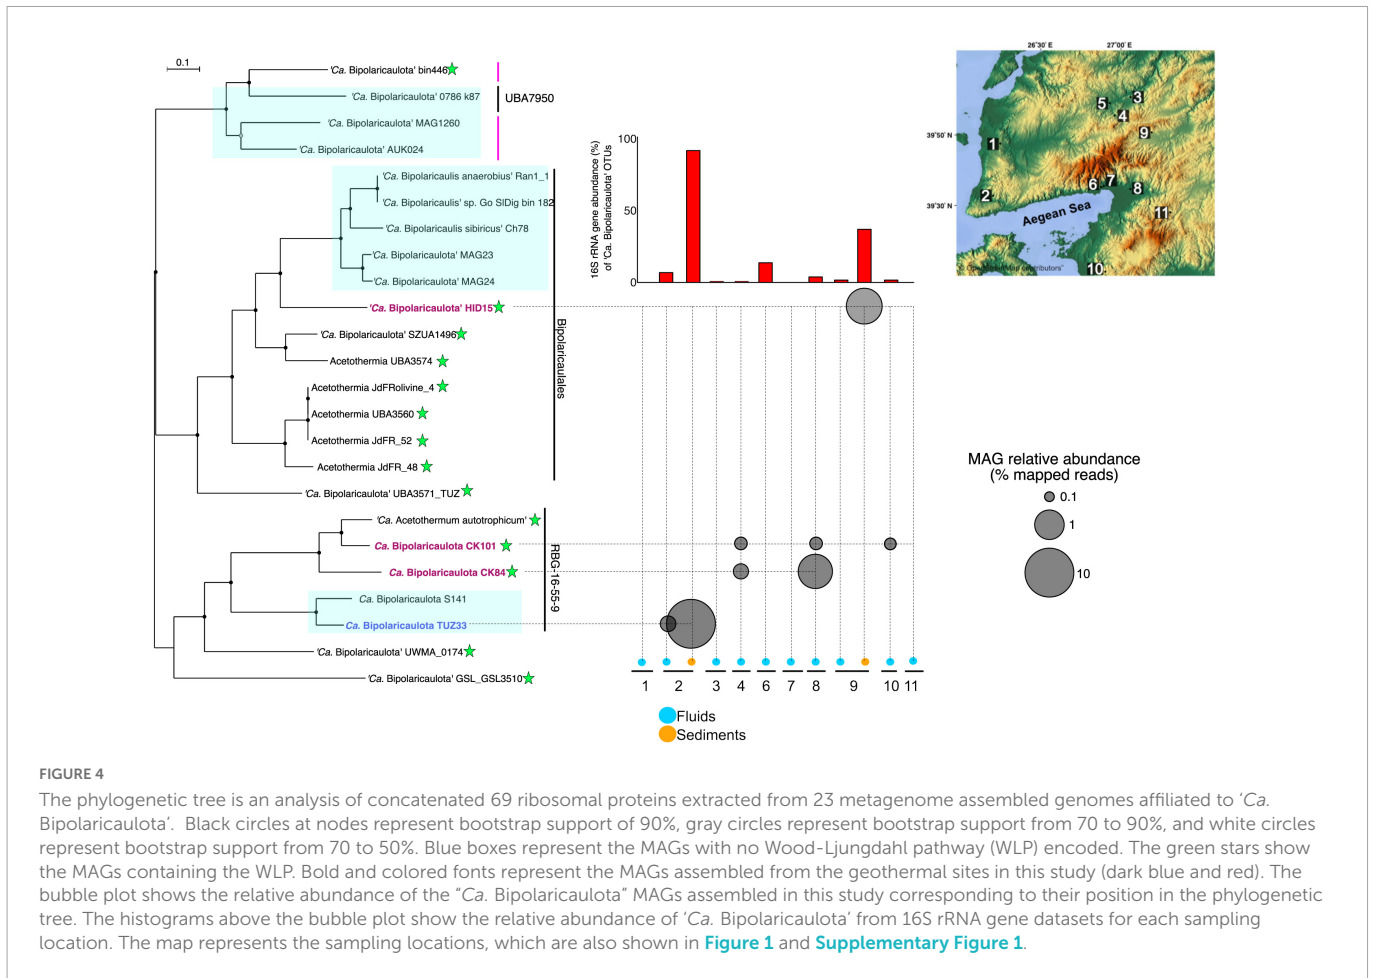 0.1
'Ca. Bipolaricaulota' bin446
'Ca. Bipolaricaulota' 0786 k87
UBA7950
'Ca. Bipolaricaulota' MAG1260
'Ca. Bipolaricaulota' AUK024
'Ca. Bipolaricaulis anaerobius' Ran1_1
'Ca. Bipolaricaulis' sp. Go SlDig bin 182
'Ca. Bipolaricaulis sibiricus' Ch78
'Ca. Bipolaricaulota' MAG23
'Ca. Bipolaricaulota' MAG24
'Ca. Bipolaricaulota' HID15
'Ca. Bipolaricaulota' SZUA1496
Acetothermia UBA3574
Acetothermia JdFRolivine_4
Acetothermia UBA3560
Acetothermia JdFR_52
Acetothermia JdFR_48
Bipolaricaulales
'Ca. Bipolaricaulota' UBA3571_TUZ
'Ca. Acetothermum autotrophicum'
Ca. Bipolaricaulota CK101
Ca. Bipolaricaulota CK84
Ca. Bipolaricaulota S141
Ca. Bipolaricaulota TUZ33
RBG-16-55-9
'Ca. Bipolaricaulota' UWMA_0174
'Ca. Bipolaricaulota' GSL_GSL3510
16S rRNA gene abundance (%)
of 'Ca. Bipolaricaulota' OTUs
100
50
0
1 2 3 4 6 7 8 9 10 11
Fluids
Sediments
26°30' E 27°00' E
39°50' N
39°30' N
3
5
4
9
1
7
6
8
2
11
10
Aegean Sea
contributors"
MAG relative abundance
(% mapped reads)
0.1
1
10
FIGURE 4
The phylogenetic tree is an analysis of concatenated 69 ribosomal proteins extracted from 23 metagenome assembled genomes affiliated to 'Ca.
Bipolaricaulota'. Black circles at nodes represent bootstrap support of 90%, gray circles represent bootstrap support from 70 to 90%, and white circles
represent bootstrap support from 70 to 50%. Blue boxes represent the MAGs with no Wood-Ljungdahl pathway (WLP) encoded. The green stars show
the MAGs containing the WLP. Bold and colored fonts represent the MAGs assembled from the geothermal sites in this study (dark blue and red). The
bubble plot shows the relative abundance of the "Ca. Bipolaricaulota" MAGs assembled in this study corresponding to their position in the phylogenetic
tree. The histograms above the bubble plot show the relative abundance of 'Ca. Bipolaricaulota' from 16S rRNA gene datasets for each sampling
location. The map represents the sampling locations, which are also shown in Figure 1 and Supplementary Figure 1.